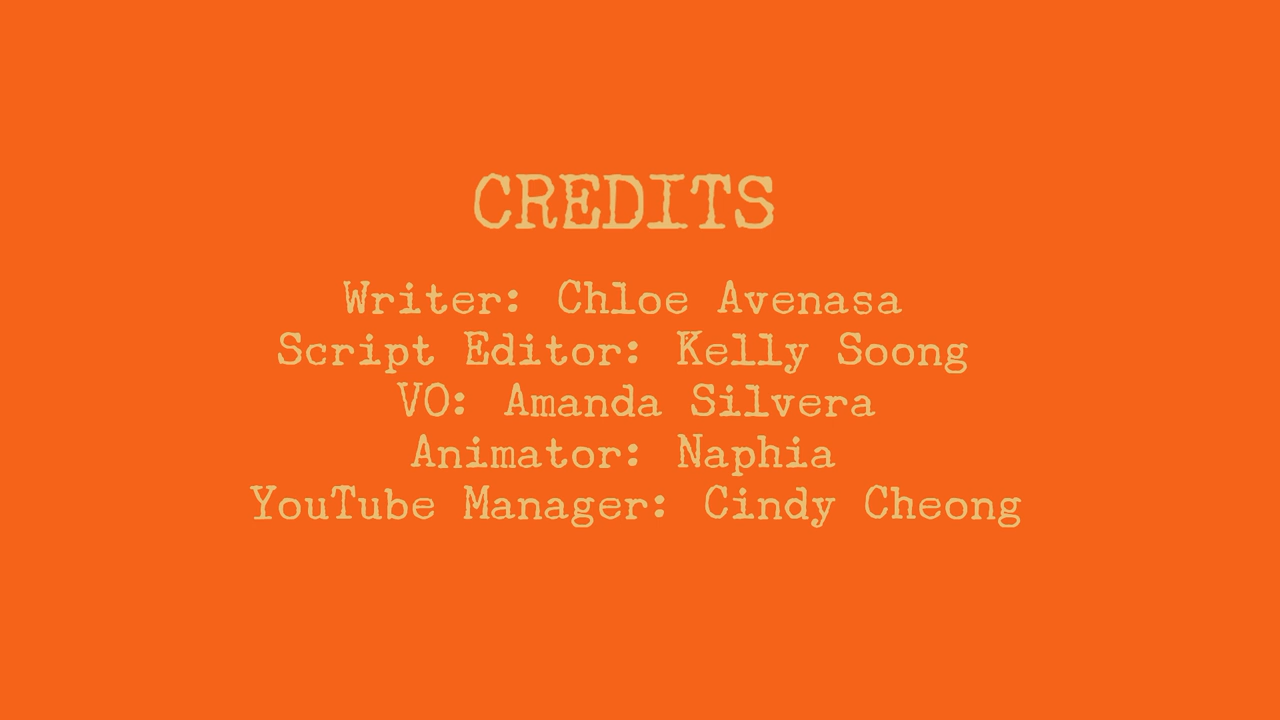 CREDITS
Writer: Chloe Avenasa
Script Editor: Kelly Soong
VO: Amanda Silvera
Animator: Naphia
YouTube Manager: Cindy Cheong